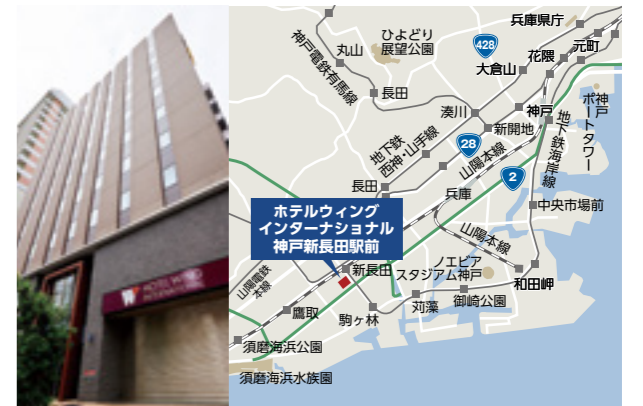 HOTEL WING
INTERNATIONAL
兵庫県庁
元町
花隈
大倉山
428
ひよどり
展望公園
丸山
神戸電鉄有馬線
長田
湊川
神戸
新開地
神戸
ポートタワー
地下鉄海岸線
地下鉄
西神・山手線
28
山陽本線
2
長田
兵庫
中央市場前
ホテルウィング
インターナショナル
神戸新長田駅前
山陽本線
ノエビア
スタジアム神戸
和田岬
新長田
山陽電鉄
本線
御崎公園
苅藻
駒ヶ林
鷹取
須磨海浜公園
須磨海浜水族園